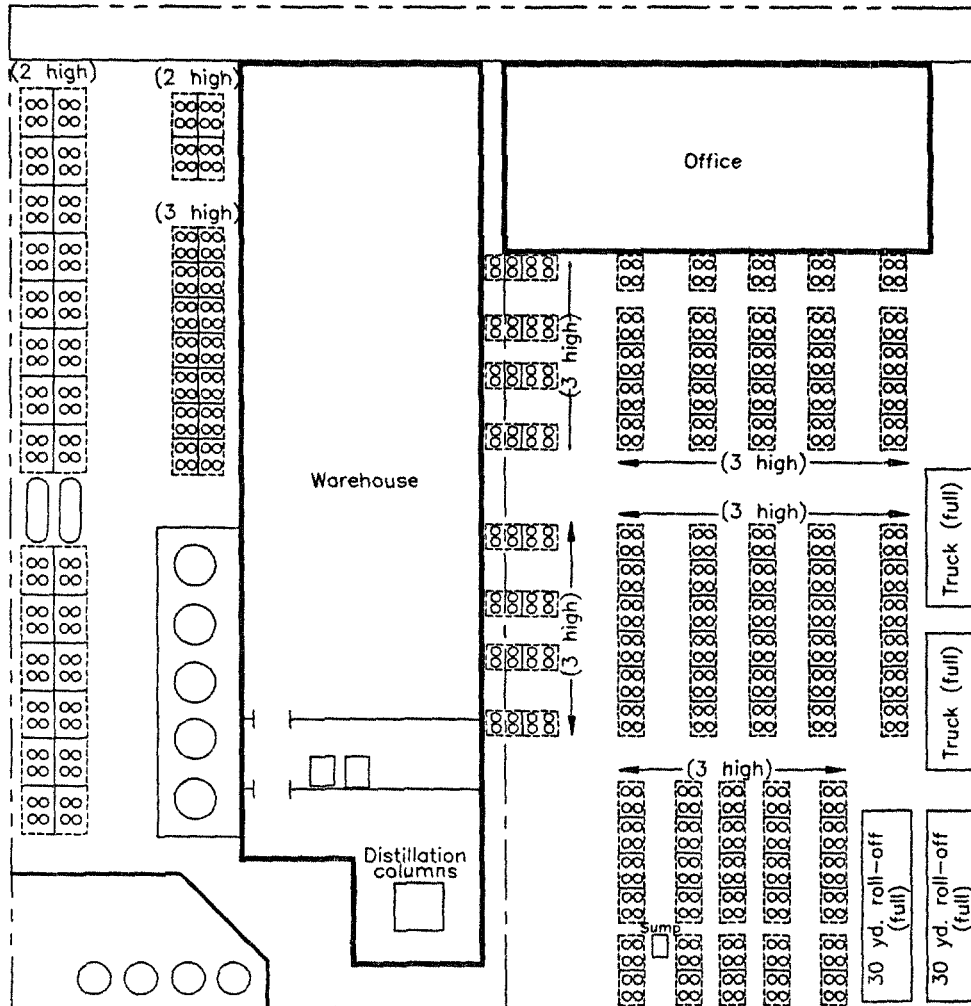 (2 high)
(2 high)
Office
(3 high)
(3 high)
(3 high)
Warehouse
(3 high)
Truck (full)
(3 high)
Truck (full)
(3 high)
Distillation
columns
Sump
30 yd. roll-off
(full)
30 yd. roll-off
(full)